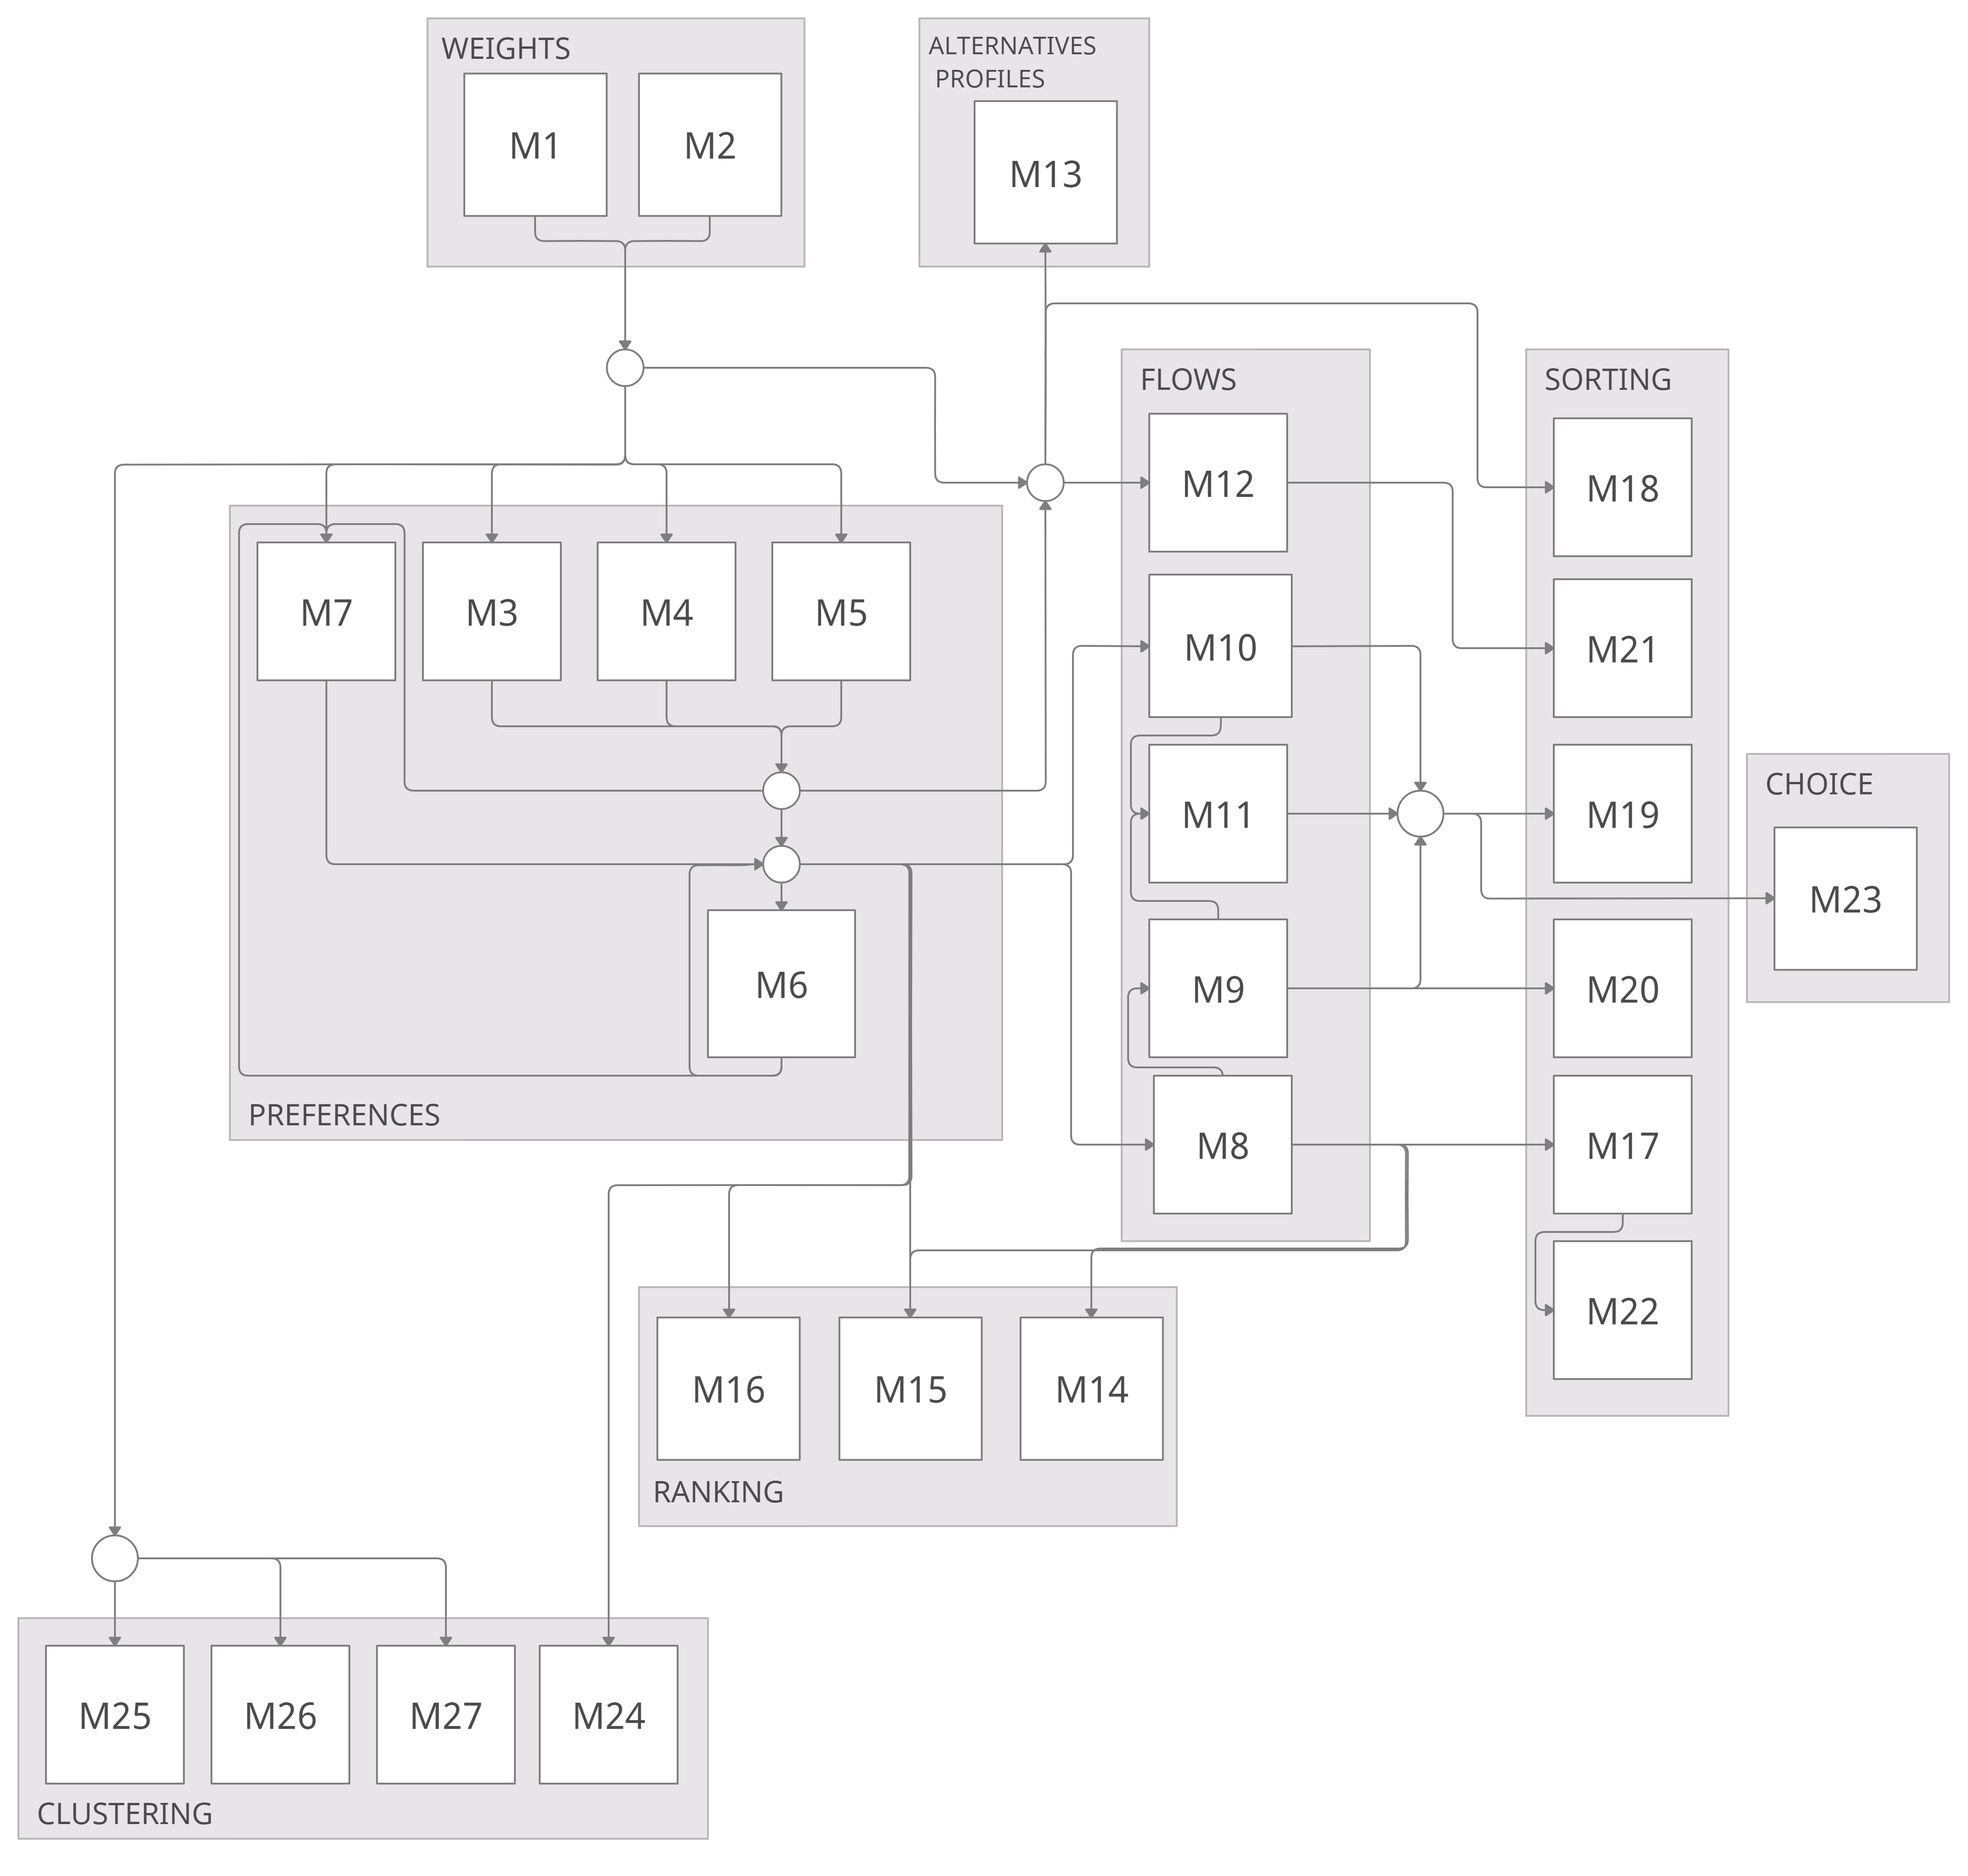 WEIGHTS
M1
M2
ALTERNATIVES
PROFILES
M13
FLOWS
M12
M10
M11
M9
M8
SORTING
M18
M21
M19
M20
M17
M22
CHOICE
M23
M7
M3
M4
M5
M6
PREFERENCES
M16
M15
M14
RANKING
M25
M26
M27
M24
CLUSTERING